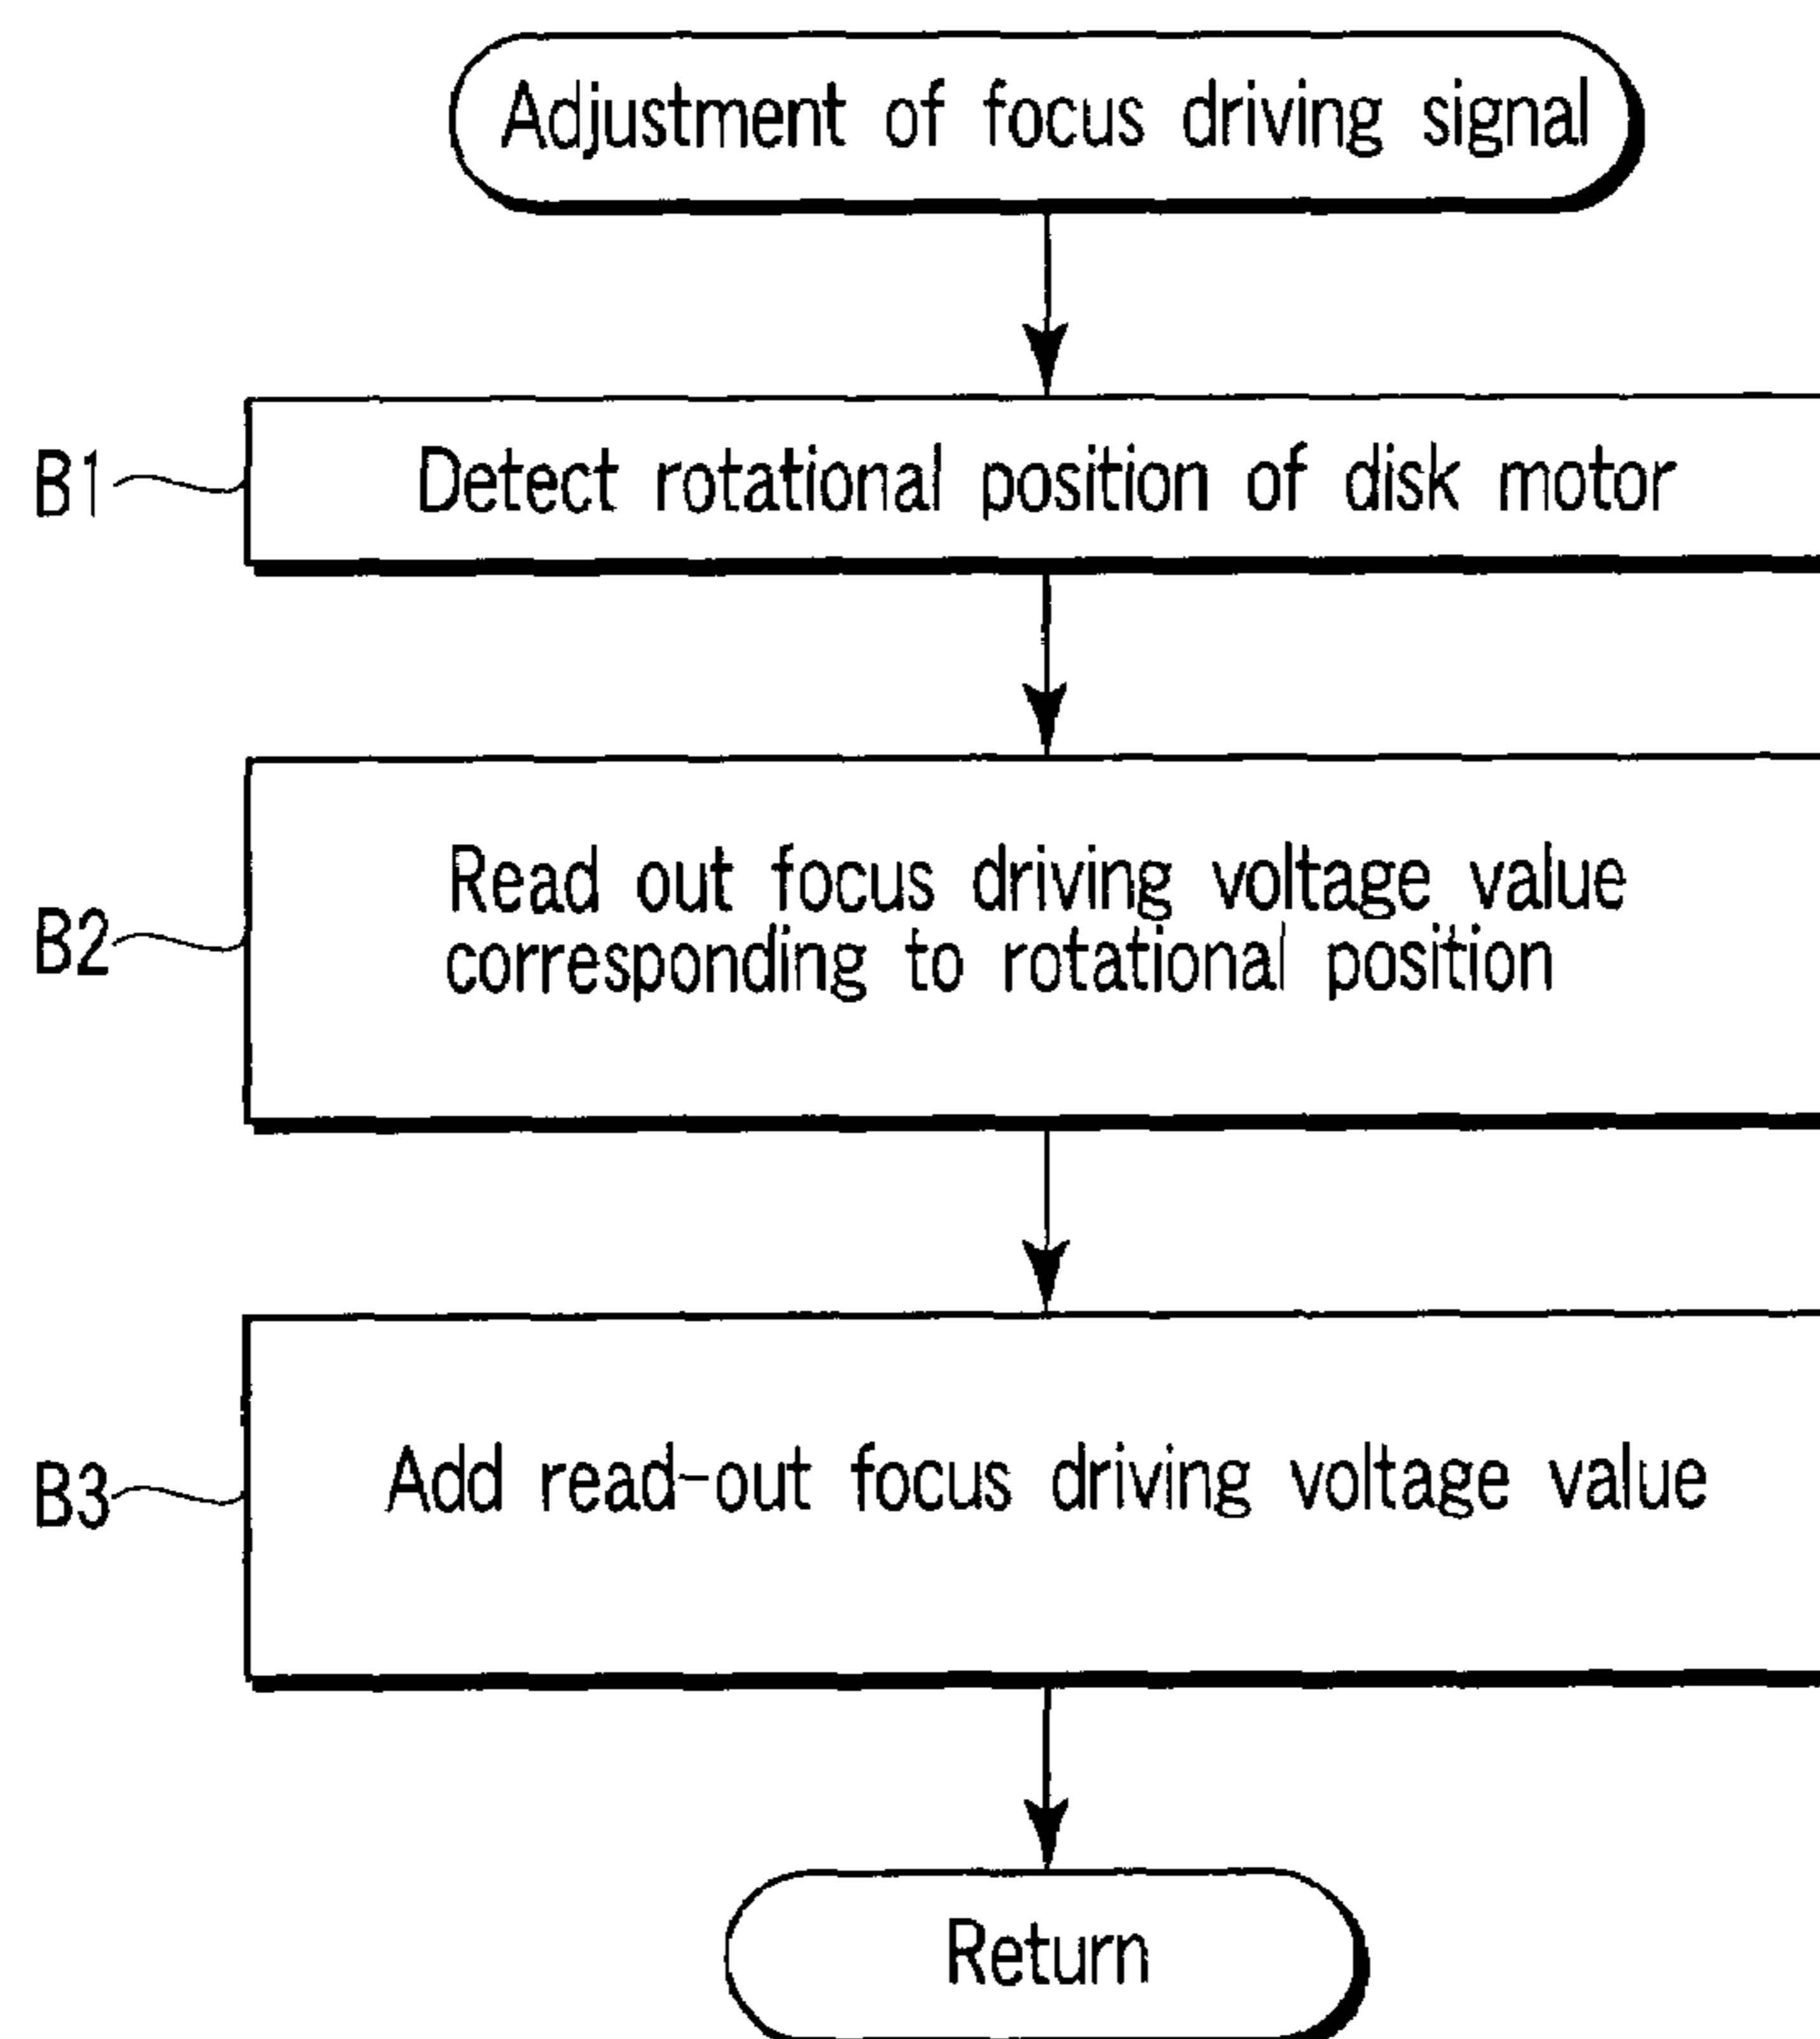 Adjustment of focus driving signal
B1
Detect rotational position of disk motor
B2
Read out focus driving voltage value
corresponding to rotational position
B3
Add read-out focus driving voltage value
Return